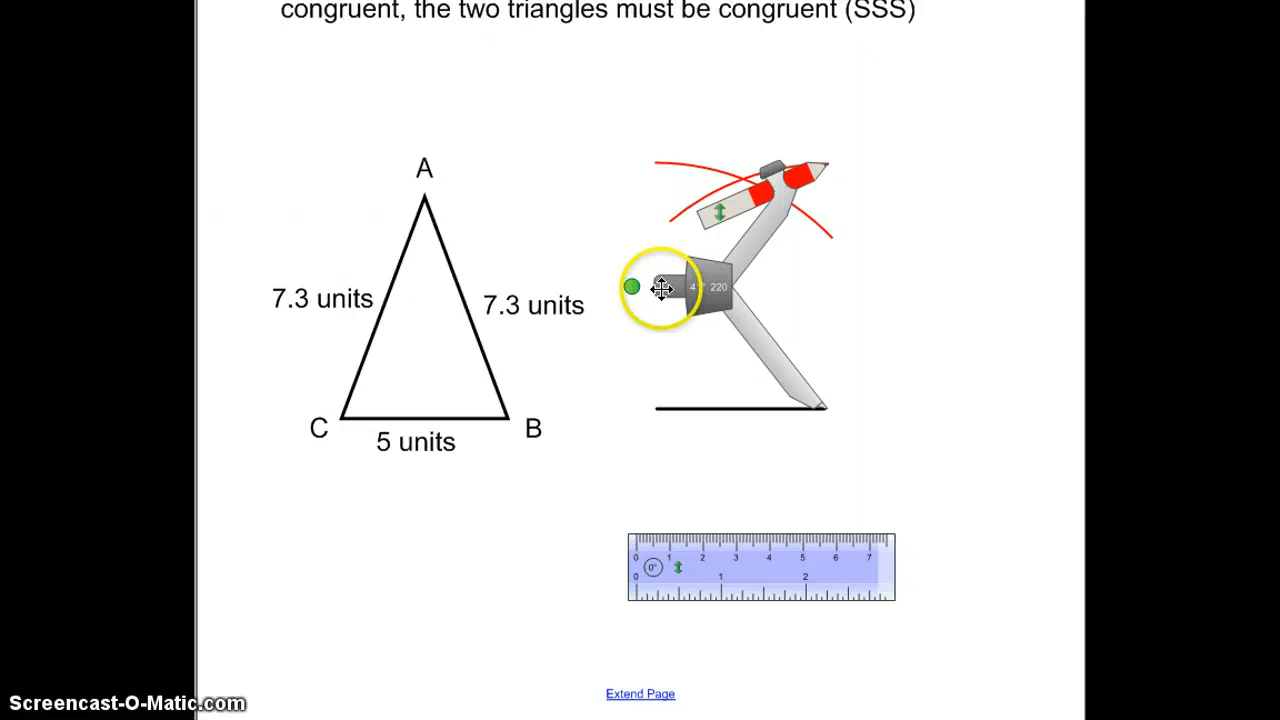 congruent, the two triangles must be congruent (SSS)
A
7.3 units
7.3 units
C
B
5 units
220
0 1 2 3 4 5 6 7
0°
0 1 2
Extend Page
Screencast-O-Matic.com